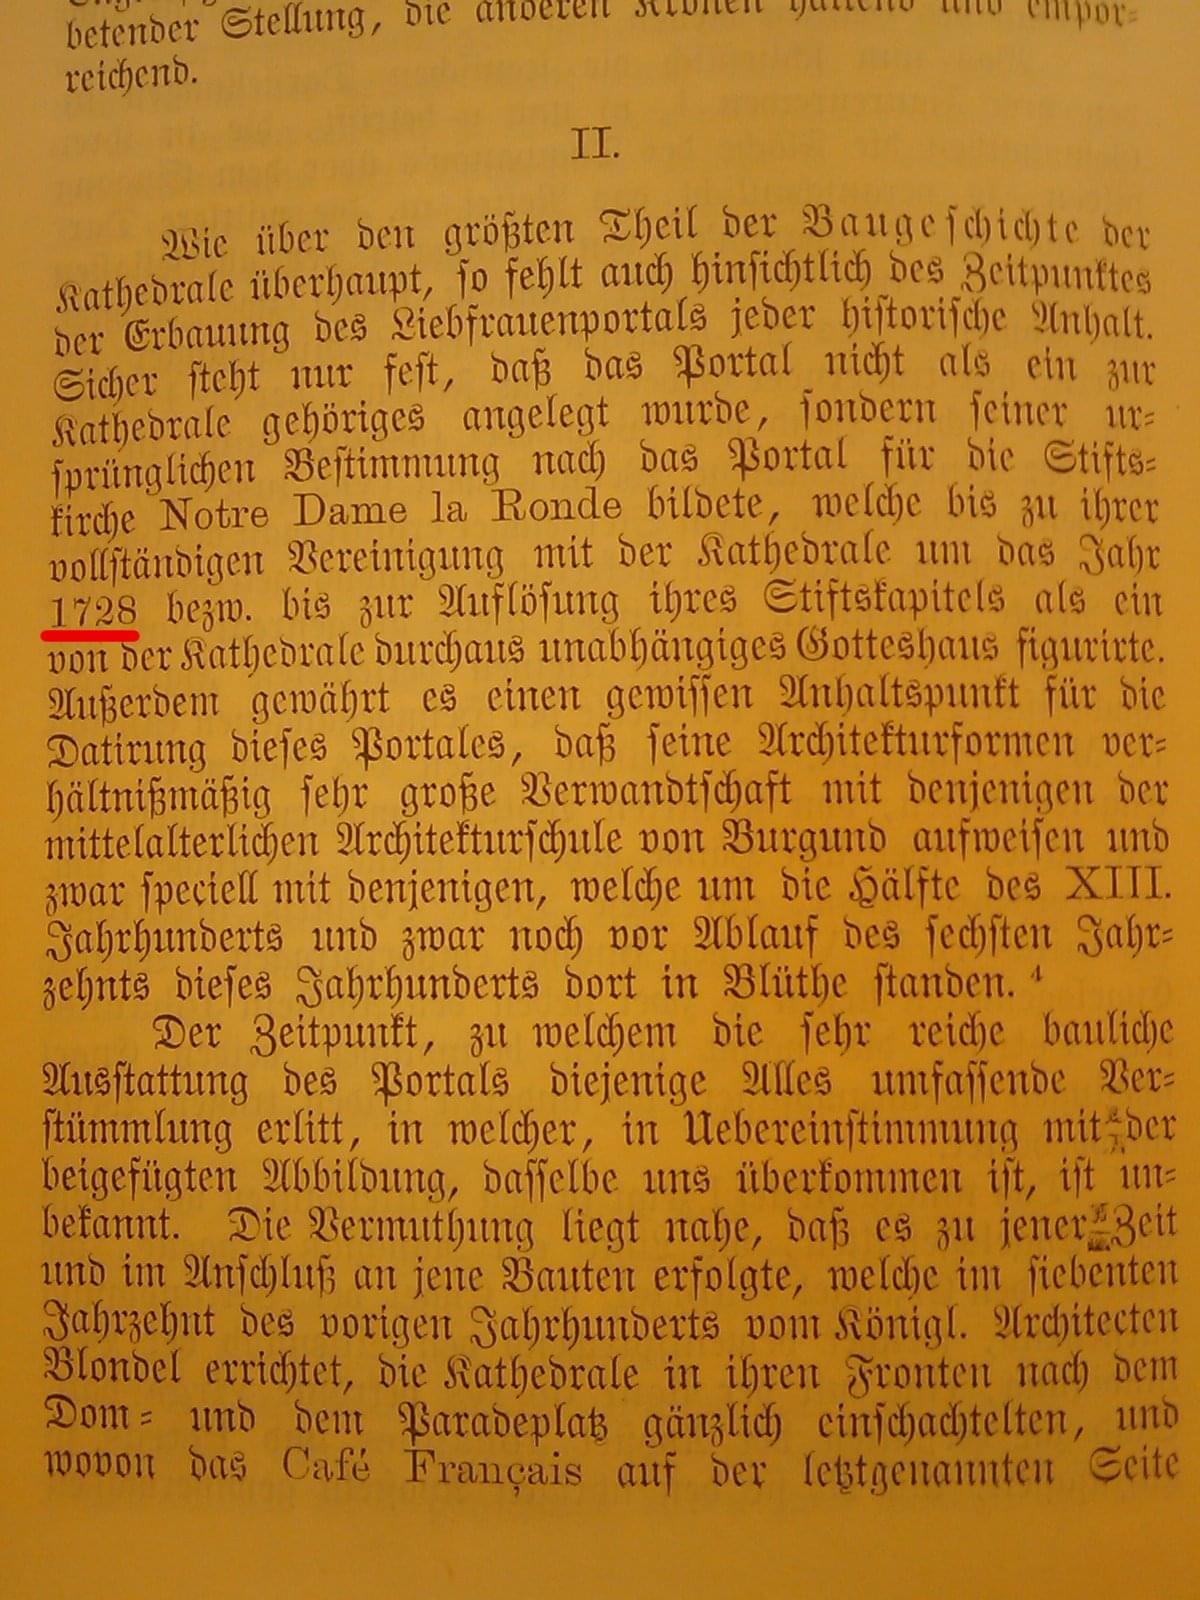 betender Stellung, die anderen Kronen haltend und empor-
reichend.
II.
Wie über den größten Theil der Baugeschichte der
Kathedrale überhaupt, so fehlt auch hinsichtlich des Zeitpunktes
der Erbauung des Liebfrauenportals jeder historische Anhalt.
Sicher steht nur fest, daß das Portal nicht als ein zur
Kathedrale gehöriges angelegt wurde, sondern seiner ur-
sprünglichen Bestimmung nach das Portal für die Stifts-
kirche Notre Dame la Ronde bildete, welche bis zu ihrer
vollständigen Vereinigung mit der Kathedrale um das Jahr
1728 bezw. bis zur Auflösung ihres Stiftskapitels als ein
von der Kathedrale durchaus unabhängiges Gotteshaus figurirte.
Außerdem gewährt es einen gewissen Anhaltspunkt für die
Datirung dieses Portales, daß seine Architekturformen ver-
hältnißmäßig sehr große Verwandtschaft mit denjenigen der
mittelalterlichen Architekturschule von Burgund aufweisen und
zwar speciell mit denjenigen, welche um die Hälfte des XIII.
Jahrhunderts und zwar noch vor Ablauf des sechsten Jahr-
zehnts dieses Jahrhunderts dort in Blüthe standen. 4
Der Zeitpunkt, zu welchem die sehr reiche bauliche
Ausstattung des Portals diejenige Alles umfassende Ver-
stümmlung erlitt, in welcher, in Uebereinstimmung mit der
beigefügten Abbildung, dasselbe uns überkommen ist, ist un-
bekannt. Die Vermuthung liegt nahe, daß es zu jener Zeit
und im Anschluß an jene Bauten erfolgte, welche im siebenten
Jahrzehnt des vorigen Jahrhunderts vom Königl. Architecten
Blondel errichtet, die Kathedrale in ihren Fronten nach dem
Dom- und dem Paradeplatz gänzlich einschachtelten, und
wovon das Café Français auf der letztgenannten Seite